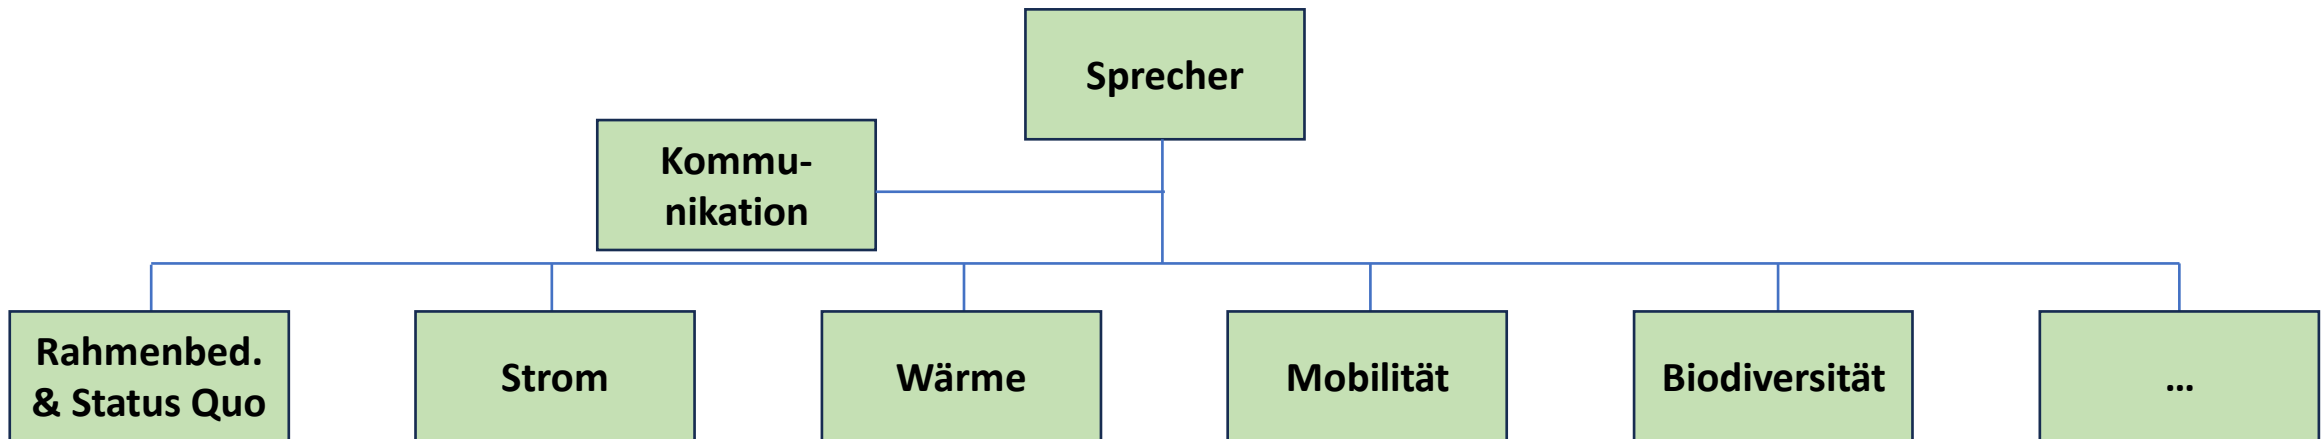 Sprecher
Kommu-
nikation
Rahmenbed.
& Status Quo
Strom
Wärme
Mobilität
Biodiversität
...